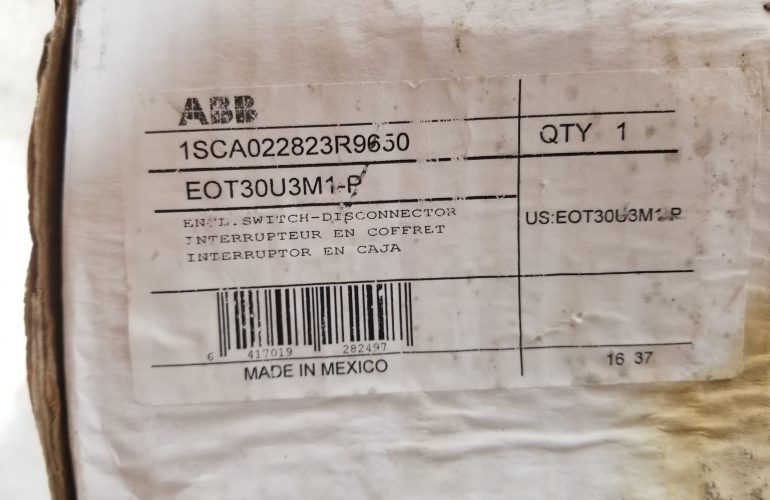 ABB
1SCA022823R9650
QTY 1
EOT30U3M1-P
ENCL.SWITCH-DISCONNECTOR
INTERRUPTEUR EN COFFRET
INTERRUPTOR EN CAJA
US:EOT30U3M1-P
6 417019 282497
MADE IN MEXICO
16 37